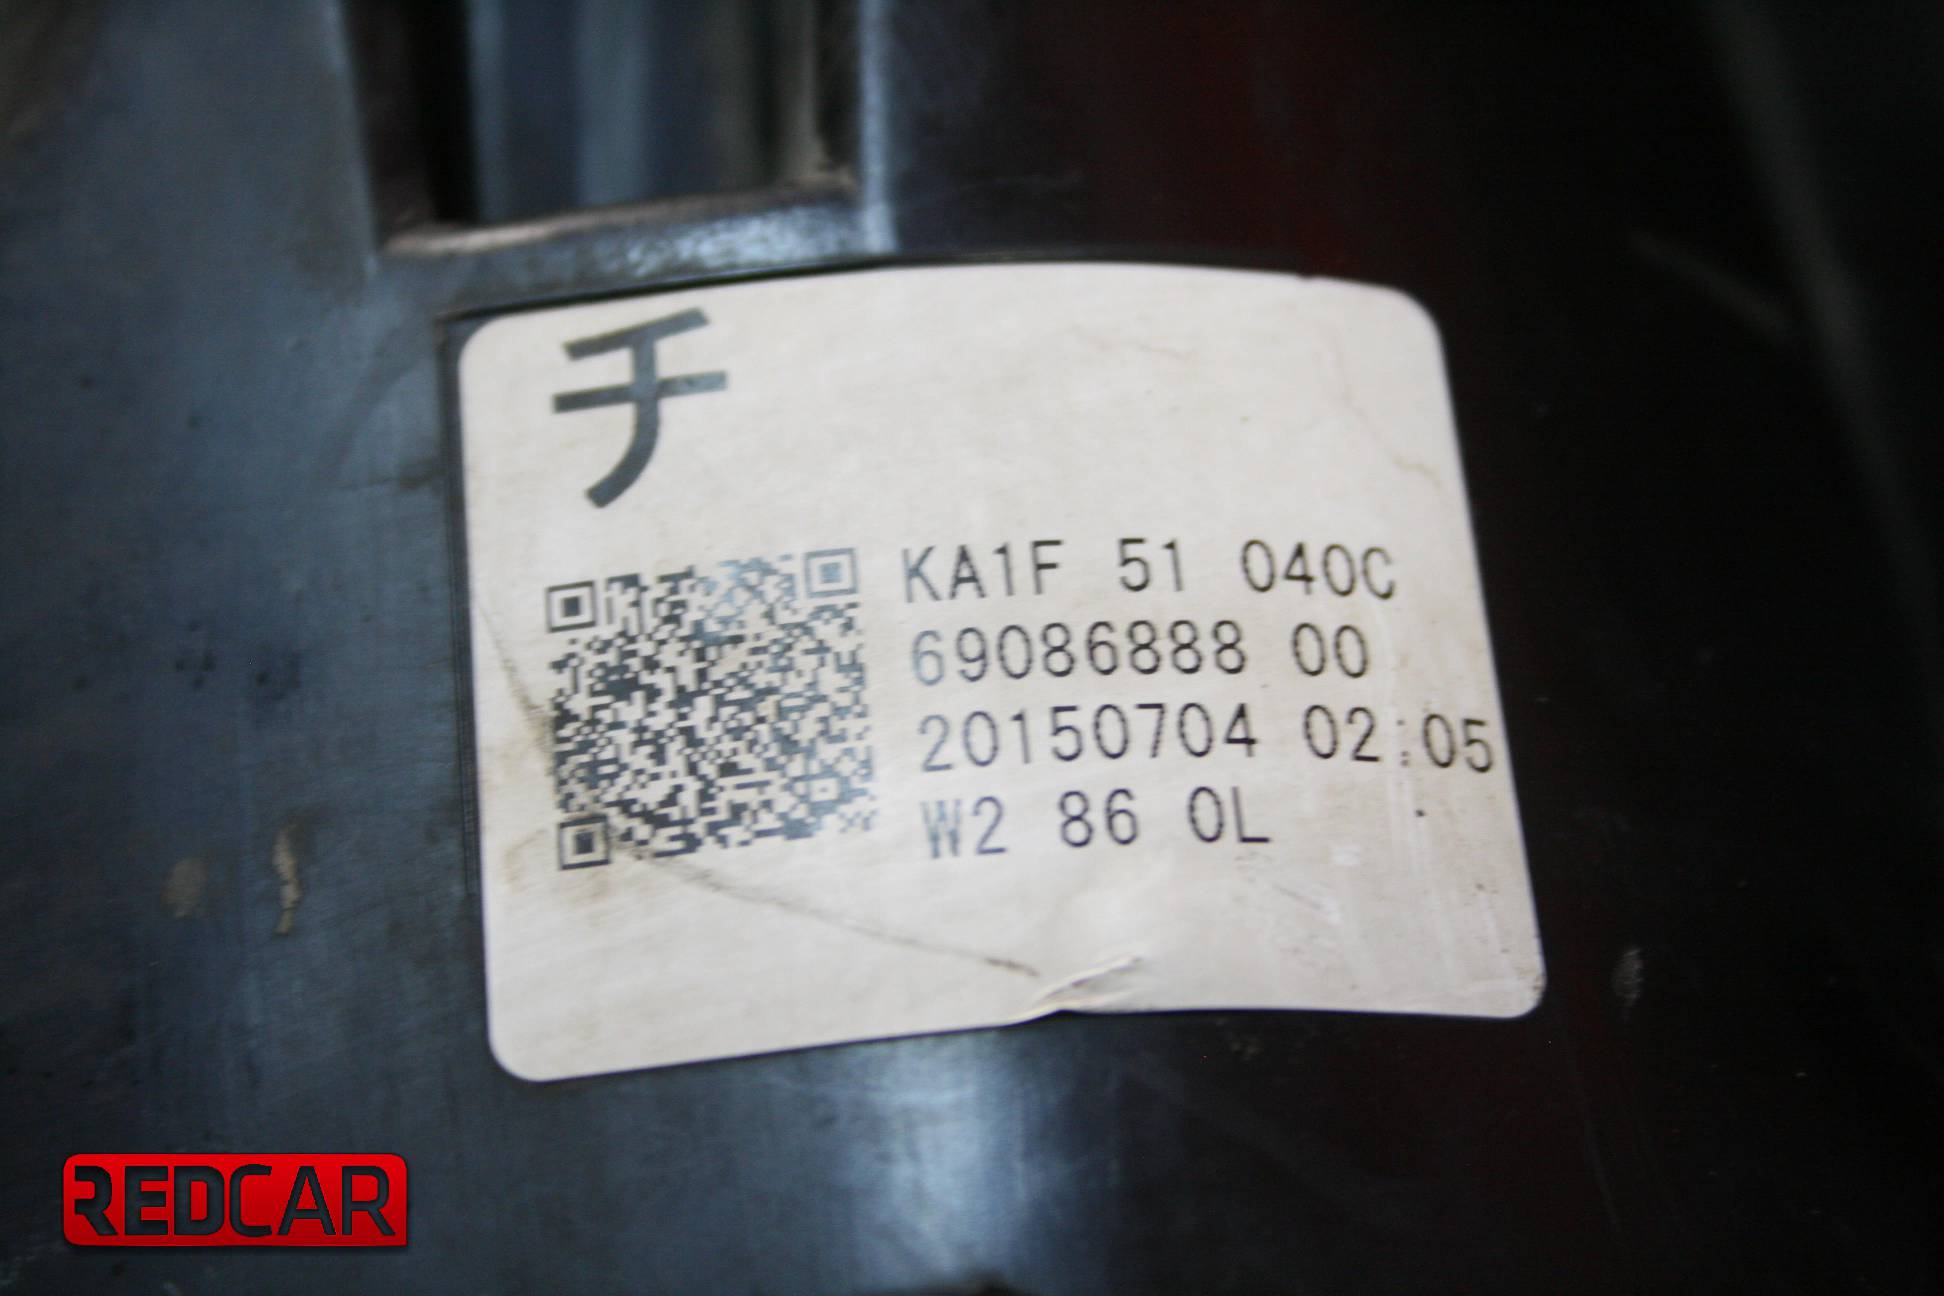 チ
KA1F 51 040C
69086888 00
20150704 02:05
W2 86 0L
REDCAR